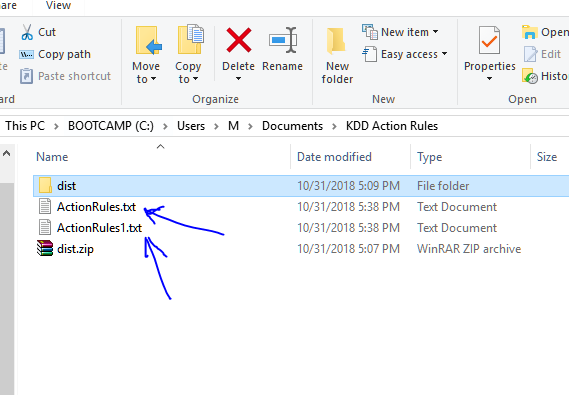 are View
Cut
Copy path
Paste shortcut
Move to
Copy to
Delete
Rename
New folder
New item
Easy access
Properties
Open
Edit
Histo
ard Organize New Open
This PC > BOOTCAMP (C:) > Users > M > Documents > KDD Action Rules
Name Date modified Type Size
dist 10/31/2018 5:09 PM File folder
ActionRules.txt 10/31/2018 5:38 PM Text Document
ActionRules1.txt 10/31/2018 5:38 PM Text Document
dist.zip 10/31/2018 5:07 PM WinRAR ZIP archive